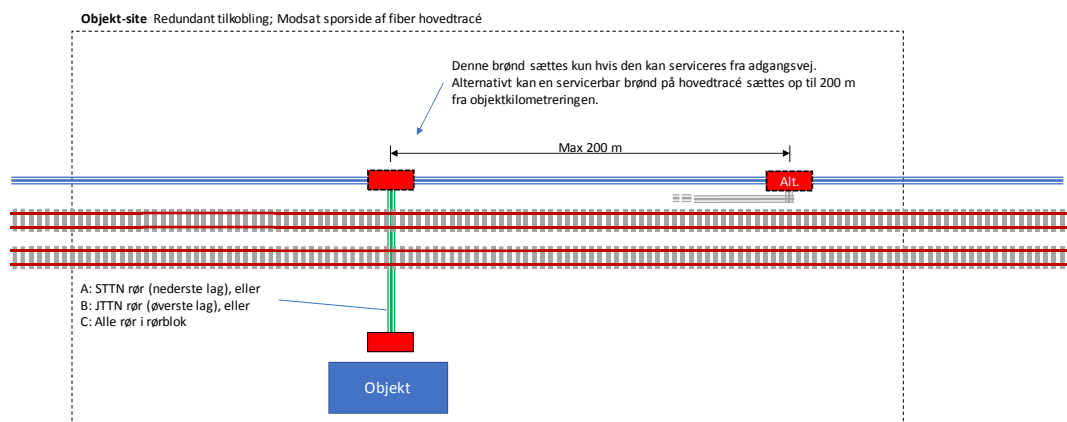 Objekt-site Redundant tilkobling; Modsat sporside af fiber hovedtracé
Denne brønd sættes kun hvis den kan serviceres fra adgangsvej.
Alternativt kan en servicerbar brønd på hovedtracé sættes op til 200 m
fra objektkilometreringen.
Max 200 m
Alt.
A: STTN rør (nederste lag), eller
B: JTTN rør (øverste lag), eller
C: Alle rør i rørblok
Objekt